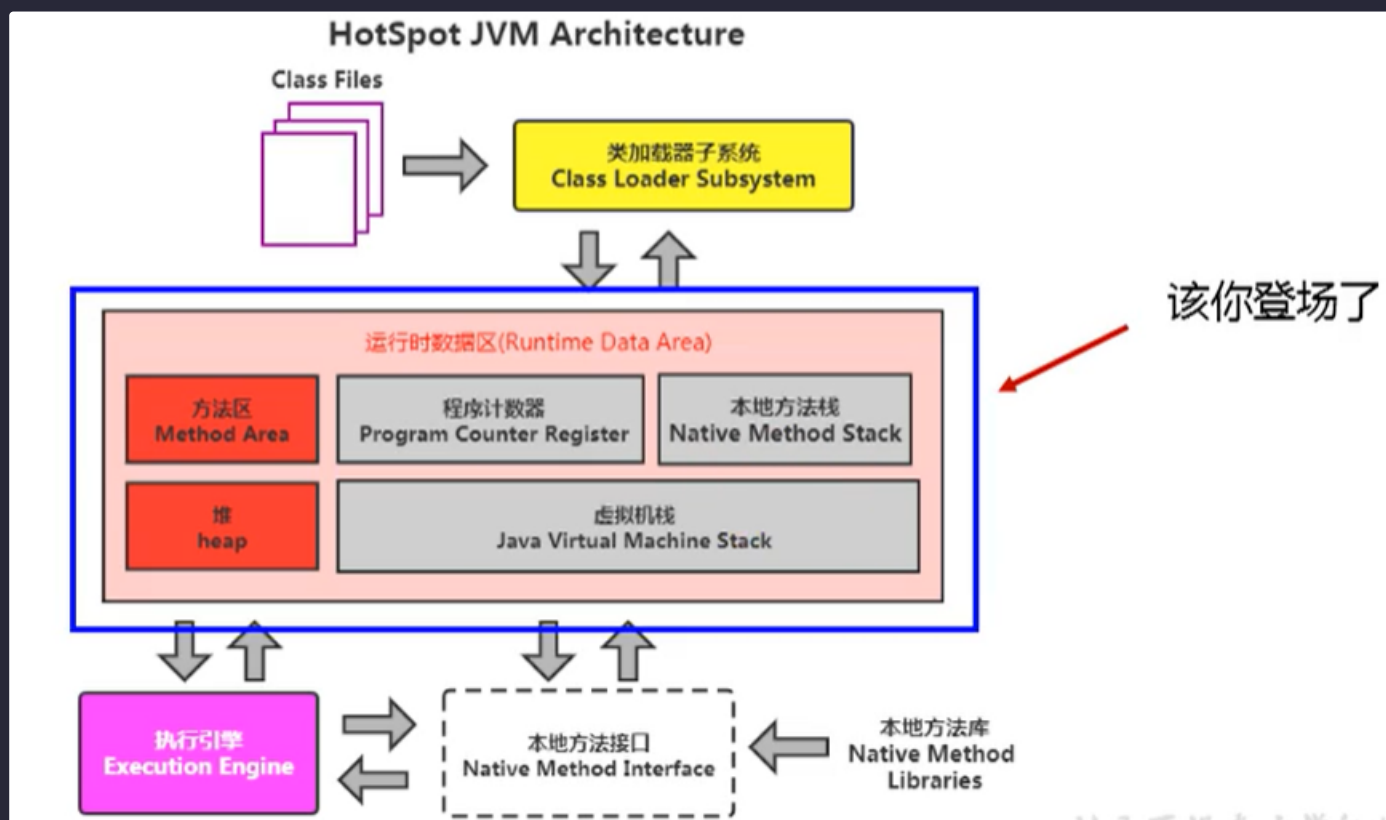 HotSpot JVM Architecture
Class Files
类加载器子系统
Class Loader Subsystem
该你登场了
运行时数据区(Runtime Data Area)
方法区
Method Area
程序计数器
Program Counter Register
本地方法栈
Native Method Stack
堆
heap
虚拟机栈
Java Virtual Machine Stack
执行引擎
Execution Engine
本地方法接口
Native Method Interface
本地方法库
Native Method
Libraries